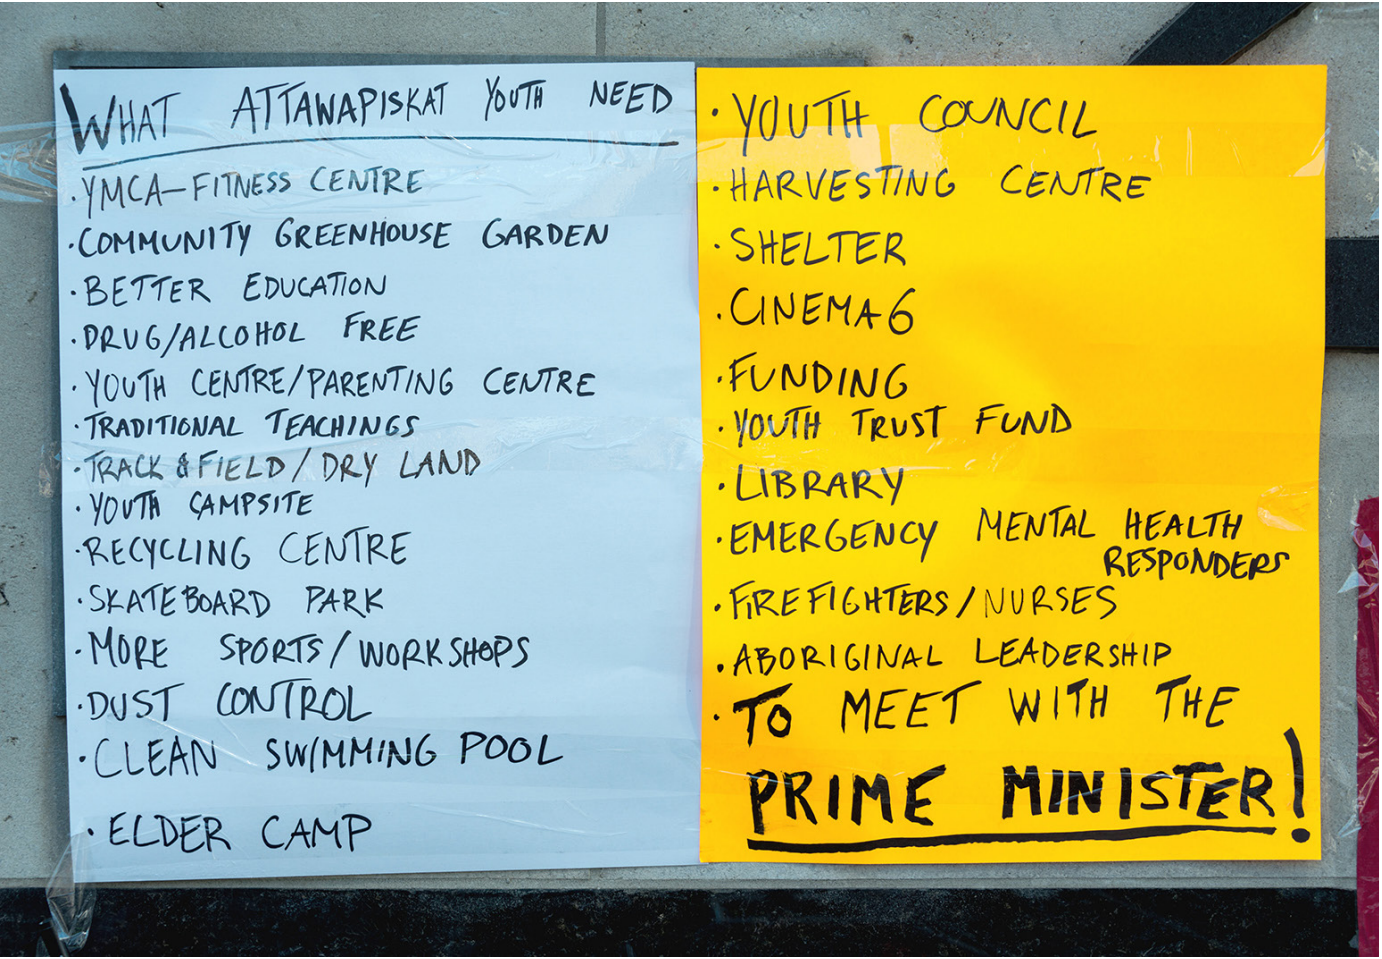 WHAT ATTAWAPISKAT YOUTH NEED
· YMCA-FITNESS CENTRE
· COMMUNITY GREENHOUSE GARDEN
· BETTER EDUCATION
· DRUG/ALCOHOL FREE
· YOUTH CENTRE/PARENTING CENTRE
· TRADITIONAL TEACHINGS
· TRACK & FIELD/DRY LAND
· YOUTH CAMPSITE
· RECYCLING CENTRE
· SKATEBOARD PARK
· MORE SPORTS/WORKSHOPS
· DUST CONTROL
· CLEAN SWIMMING POOL
· ELDER CAMP
· YOUTH COUNCIL
· HARVESTING CENTRE
· SHELTER
· CINEMA 6
· FUNDING
· YOUTH TRUST FUND
· LIBRARY
· EMERGENCY MENTAL HEALTH
RESPONDERS
· FIREFIGHTERS/NURSES
· ABORIGINAL LEADERSHIP
· TO MEET WITH THE
PRIME MINISTER!